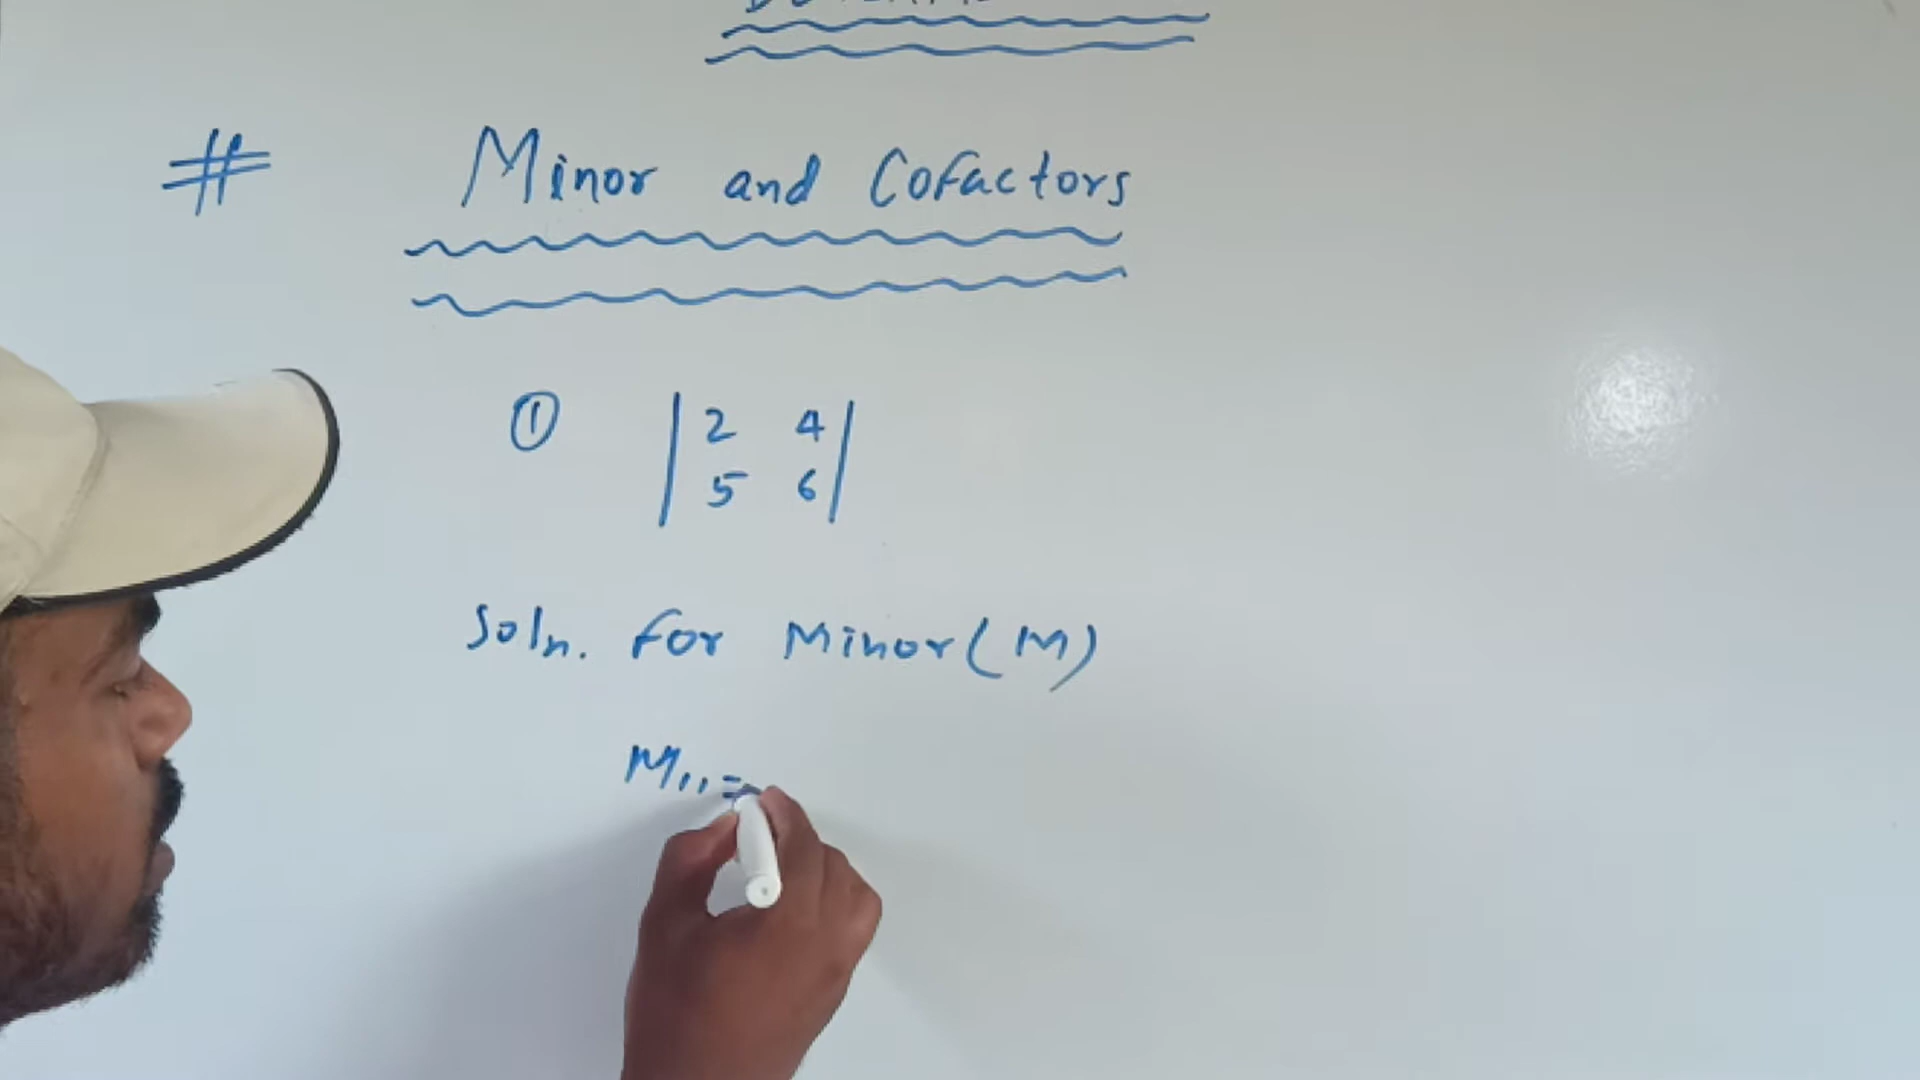 # Minor and Cofactors
① | 2 4 |
| 5 6 |
Soln. For Minor (M)
M₁₁ =